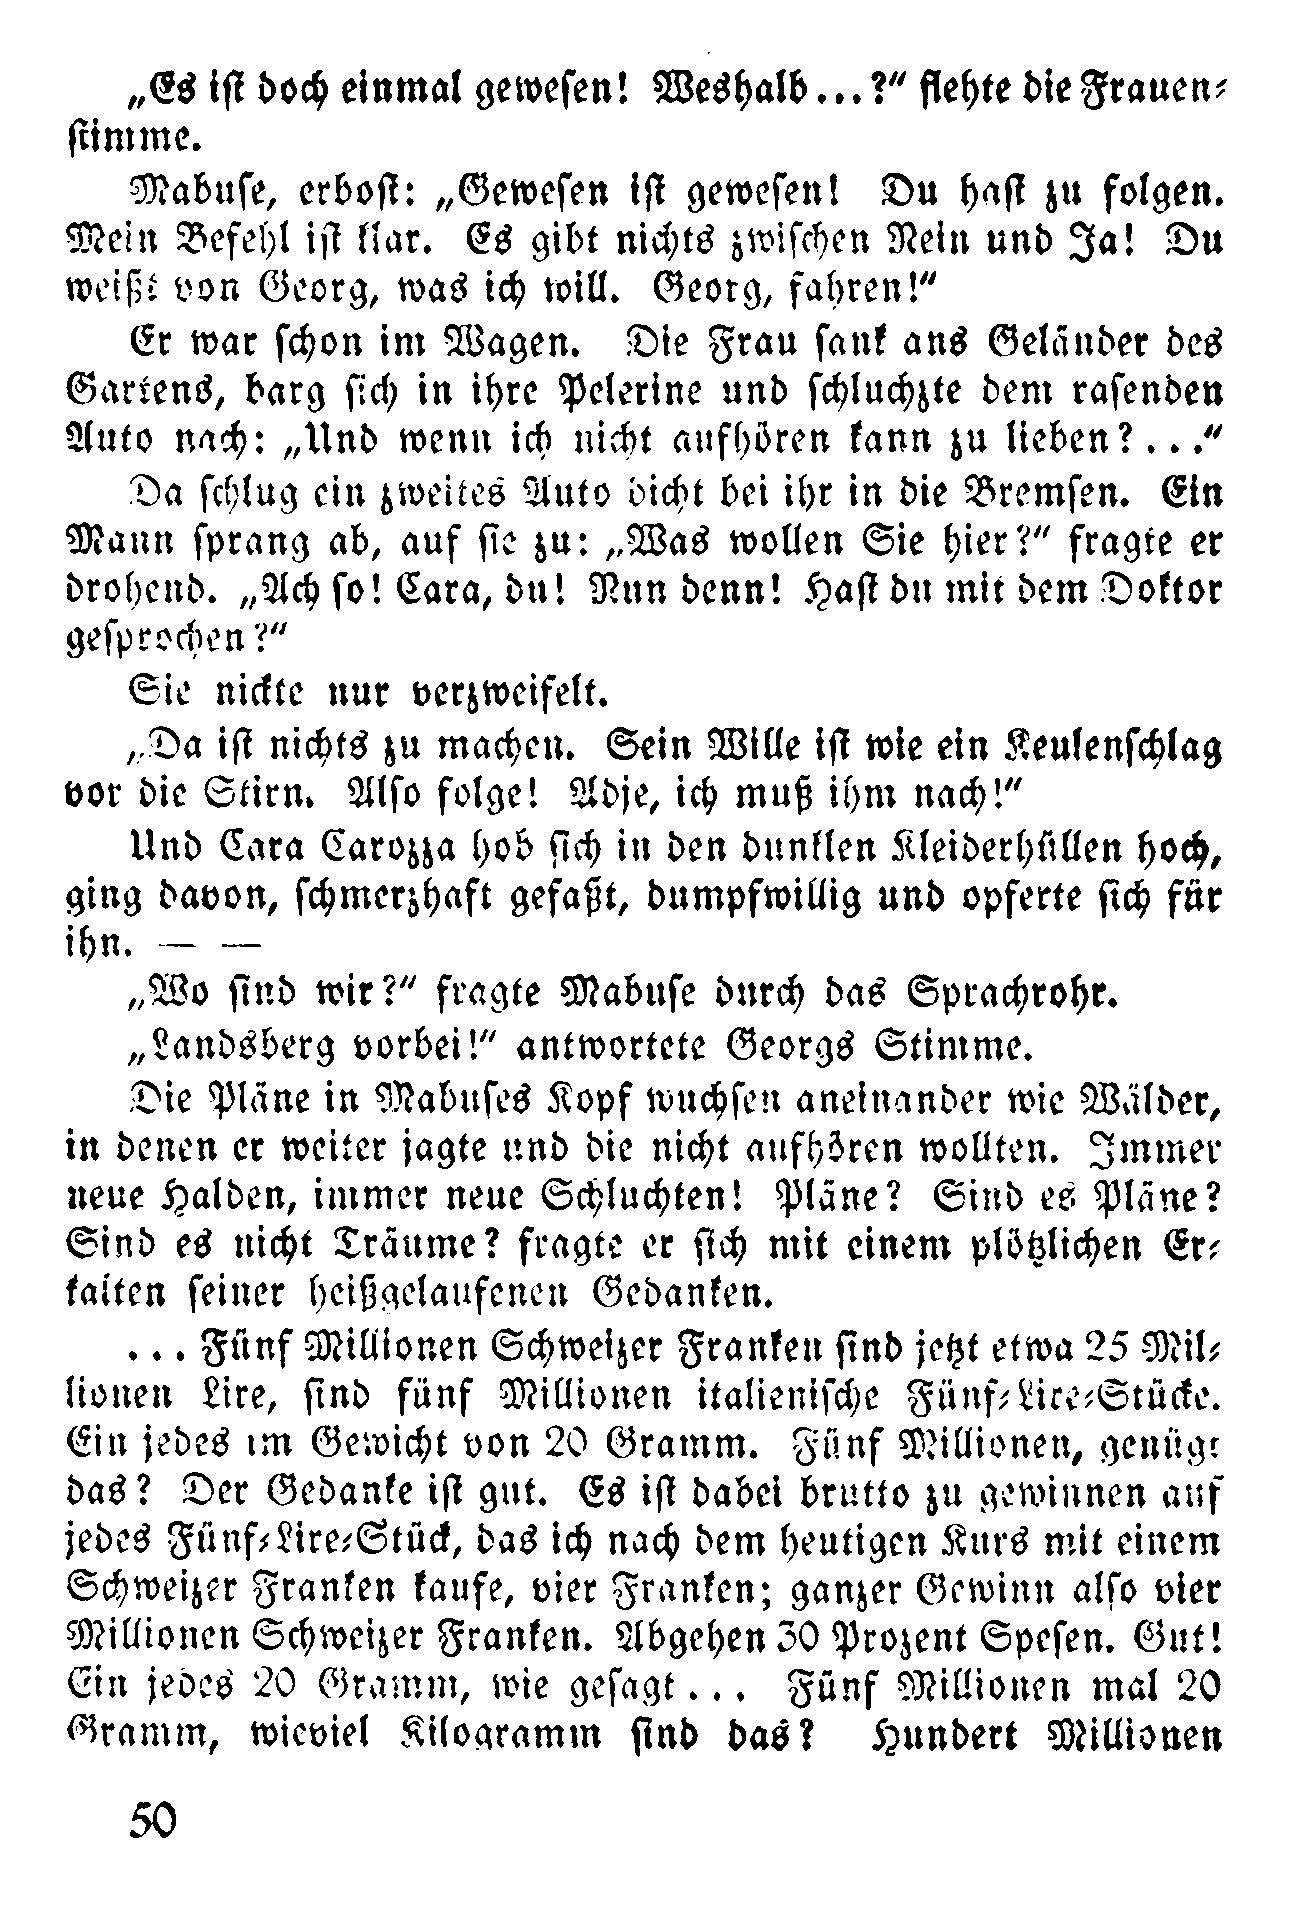 „Es ist doch einmal gewesen! Weshalb...?“ flehte die Frauen-
stimme.
Mabuse, erbost: „Gewesen ist gewesen! Du hast zu folgen.
Mein Befehl ist klar. Es gibt nichts zwischen Nein und Ja! Du
weißt von Georg, was ich will. Georg, fahren!“
Er war schon im Wagen. Die Frau sank ans Geländer des
Gartens, barg sich in ihre Pelerine und schluchzte dem rasenden
Auto nach: „Und wenn ich nicht aufhören kann zu lieben?...“
Da schlug ein zweites Auto dicht bei ihr in die Bremsen. Ein
Mann sprang ab, auf sie zu: „Was wollen Sie hier?“ fragte er
drohend. „Ach so! Cara, du! Nun denn! Hast du mit dem Doktor
gesprochen?“
Sie nickte nur verzweifelt.
„Da ist nichts zu machen. Sein Wille ist wie ein Keulenschlag
vor die Stirn. Also folge! Adje, ich muß ihm nach!“
Und Cara Carozza hob sich in den dunklen Kleiderhüllen hoch,
ging davon, schmerzhaft gefaßt, dumpfwillig und opferte sich für
ihn. — —
„Wo sind wir?“ fragte Mabuse durch das Sprachrohr.
„Landsberg vorbei!“ antwortete Georgs Stimme.
Die Pläne in Mabuses Kopf wuchsen aneinander wie Wälder,
in denen er weiter jagte und die nicht aufhören wollten. Immer
neue Halden, immer neue Schluchten! Pläne? Sind es Pläne?
Sind es nicht Träume? fragte er sich mit einem plötzlichen Er-
kalten seiner heißgelaufenen Gedanken.
... Fünf Millionen Schweizer Franken sind jetzt etwa 25 Mil-
lionen Lire, sind fünf Millionen italienische Fünf-Lire-Stücke.
Ein jedes im Gewicht von 20 Gramm. Fünf Millionen, genügt
das? Der Gedanke ist gut. Es ist dabei brutto zu gewinnen auf
jedes Fünf-Lire-Stück, das ich nach dem heutigen Kurs mit einem
Schweizer Franken kaufe, vier Franken; ganzer Gewinn also vier
Millionen Schweizer Franken. Abgehen 30 Prozent Spesen. Gut!
Ein jedes 20 Gramm, wie gesagt... Fünf Millionen mal 20
Gramm, wieviel Kilogramm sind das? Hundert Millionen
50